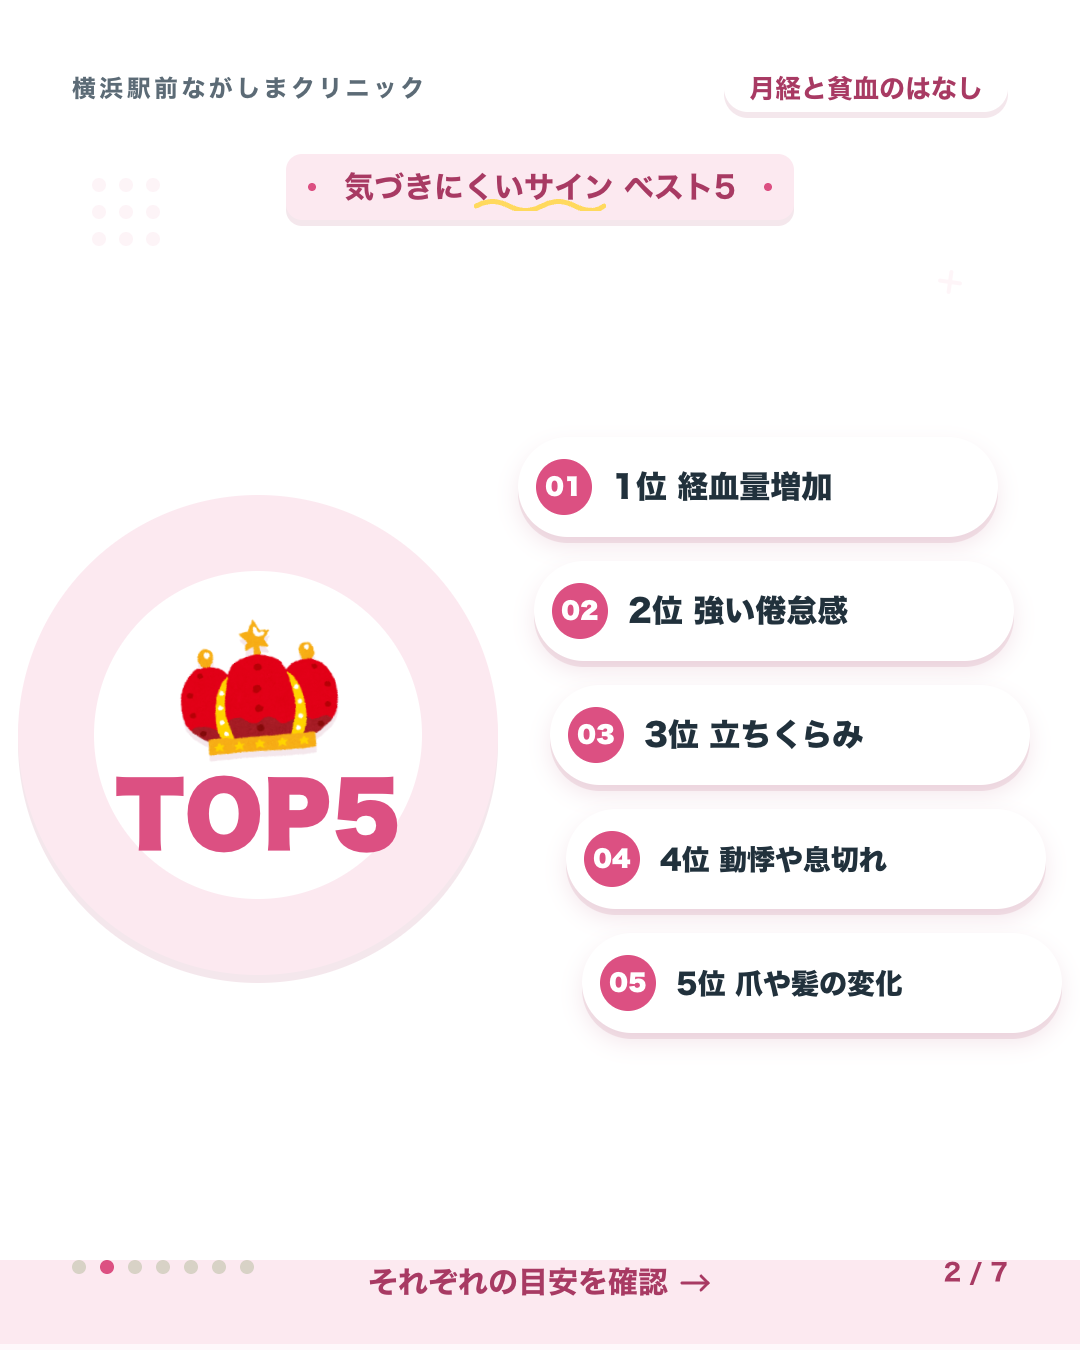 横浜駅前ながしまクリニック
月経と貧血のはなし
• 気づきにくいサイン ベスト5 •
TOP5
01 1位 経血量増加
02 2位 強い倦怠感
03 3位 立ちくらみ
04 4位 動悸や息切れ
05 5位 爪や髪の変化
それぞれの目安を確認 →
2 / 7